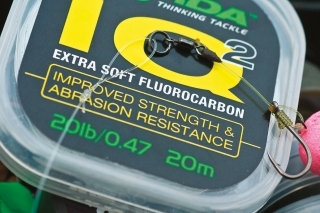 THINKING TACKLE
IQ2
EXTRA SOFT FLUOROCARBON
IMPROVED STRENGTH &
ABRASION RESISTANCE
20lb/0.47 20m